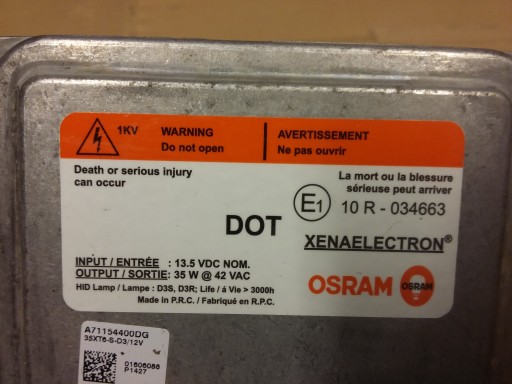 1KV WARNING AVERTISSEMENT
Do not open Ne pas ouvrir
Death or serious injury
can occur
La mort ou la blessure
sérieuse peut arriver
E1 10 R - 034663
DOT
XENAELECTRON®
INPUT / ENTRÉE : 13.5 VDC NOM.
OUTPUT / SORTIE: 35 W @ 42 VAC
HID Lamp / Lampe : D3S, D3R; Life / á Vie > 3000h
Made in P.R.C. / Fabriqué en R.P.C.
OSRAM
OSRAM
A71154400DG
35XT6-S-D3/12V
01606088
P1427